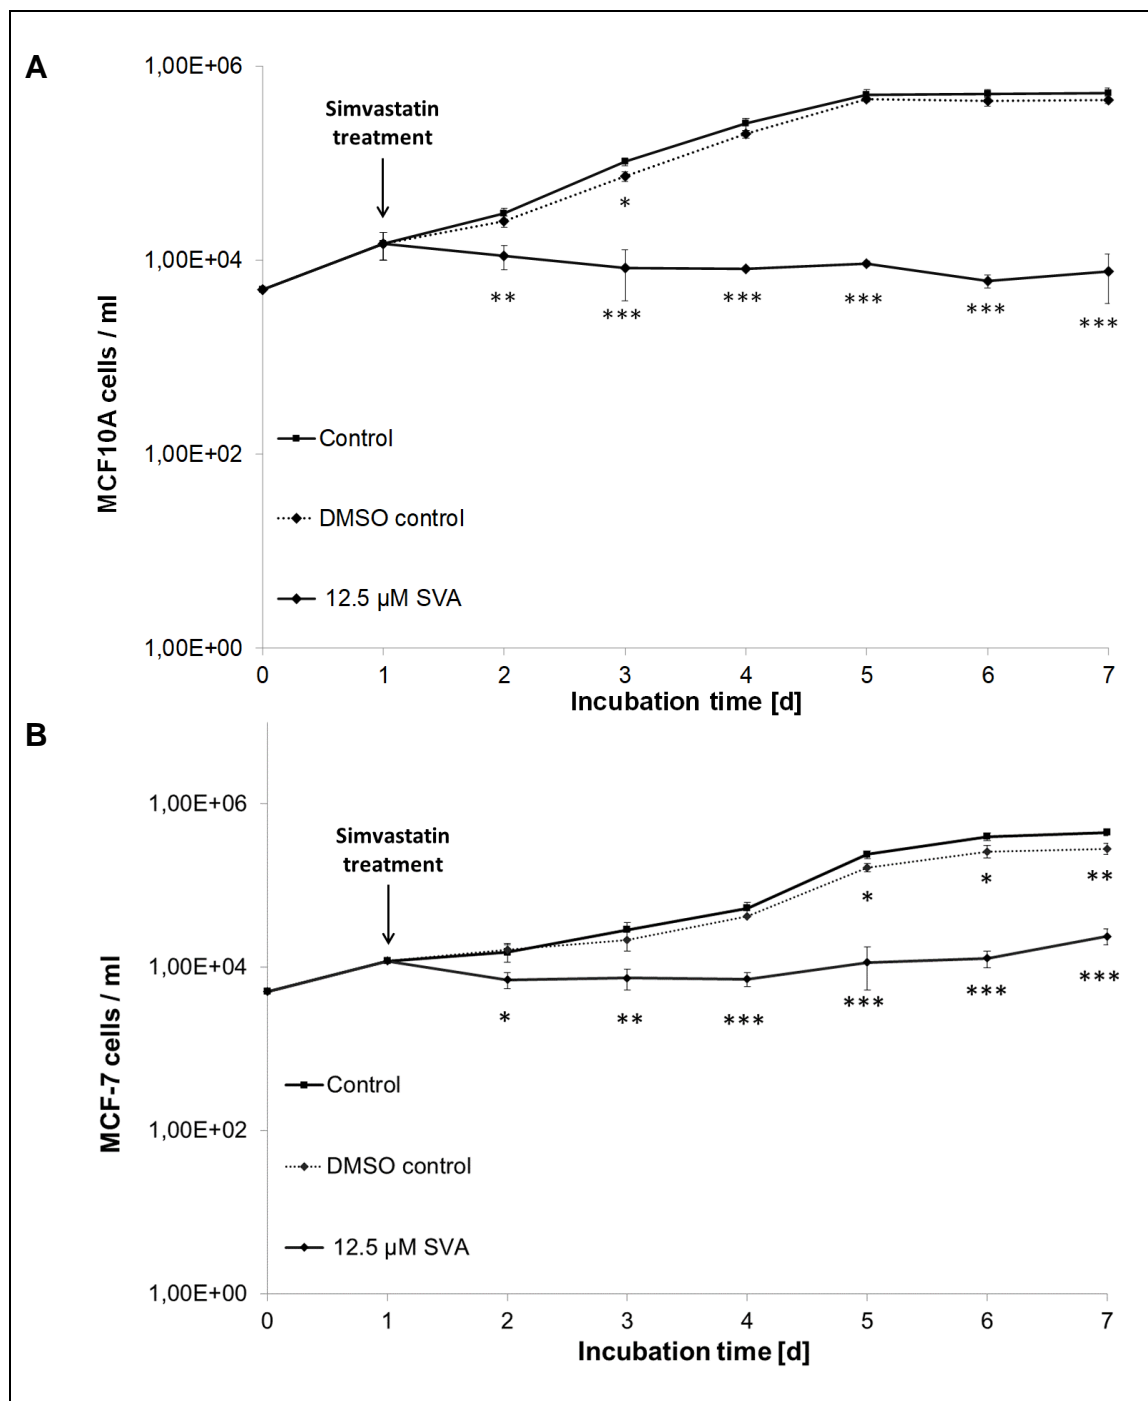 A
1,00E+06
Simvastatin
treatment
*
1,00E+04
** *** *** *** *** ***
MCF10A cells / ml
Control
1,00E+02
DMSO control
12.5 µM SVA
1,00E+00
0 1 2 3 4 5 6 7
Incubation time [d]
B
1,00E+06
Simvastatin
treatment
* * **
1,00E+04
* ** *** *** *** ***
MCF-7 cells / ml
Control
1,00E+02
DMSO control
12.5 µM SVA
1,00E+00
0 1 2 3 4 5 6 7
Incubation time [d]